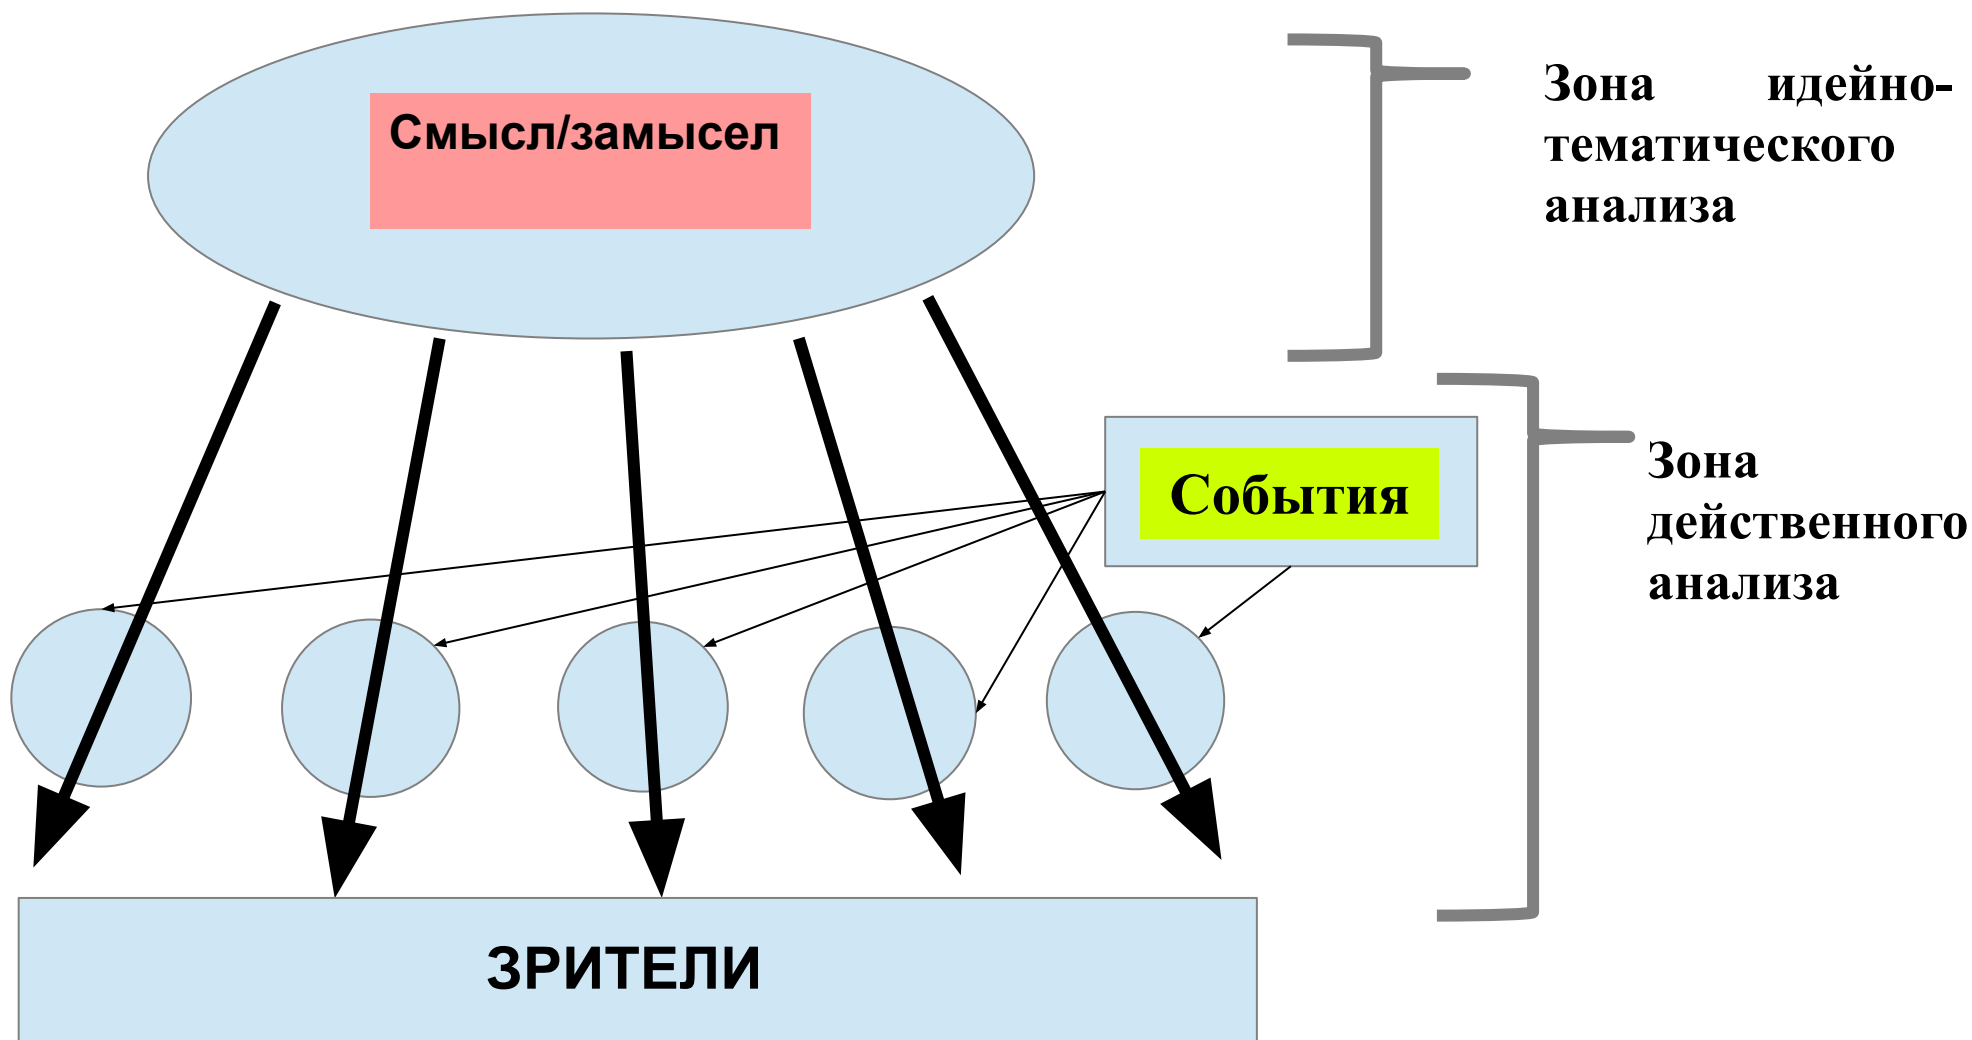 Смысл/замысел
Зона идейно-
тематического
анализа
События
Зона
действенного
анализа
ЗРИТЕЛИ